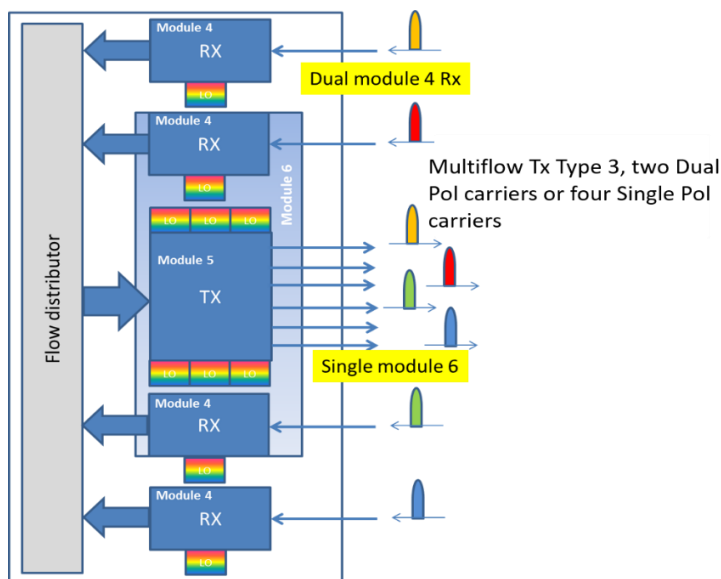 Module 4
RX
LO
Dual module 4 Rx
Module 4
RX
LO
Module 6
Multiflow Tx Type 3, two Dual
Pol carriers or four Single Pol
carriers
LO LO LO
Module 5
TX
Flow distributor
LO LO LO
Single module 6
Module 4
RX
LO
Module 4
RX
LO